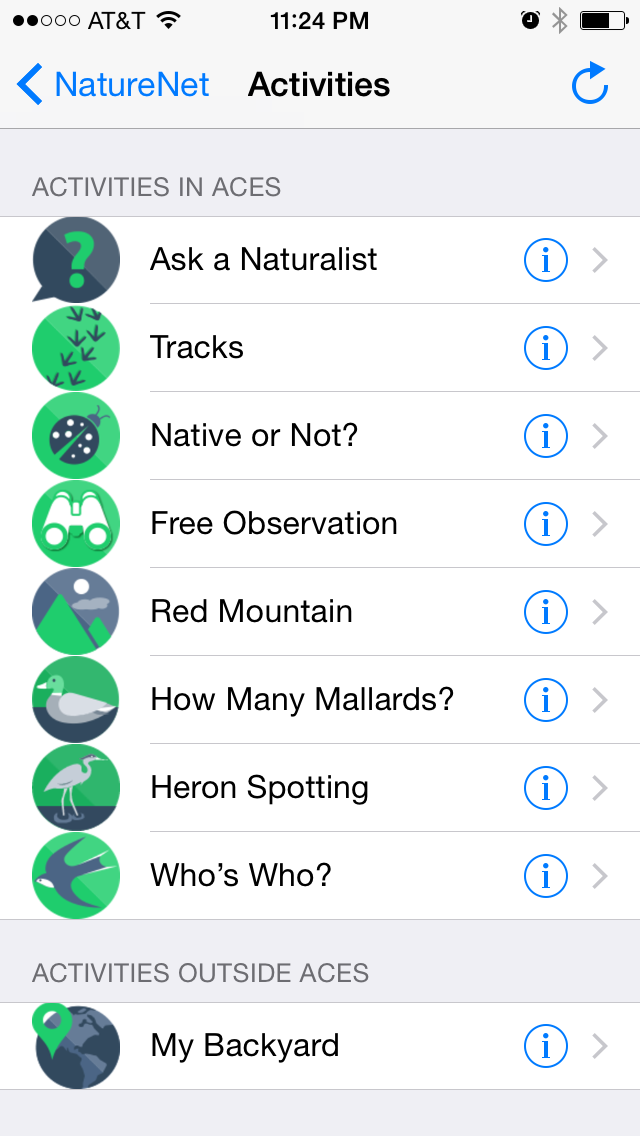 AT&T 11:24 PM
NatureNet Activities
ACTIVITIES IN ACES
? Ask a Naturalist i
Tracks i
Native or Not? i
Free Observation i
Red Mountain i
How Many Mallards? i
Heron Spotting i
Who’s Who? i
ACTIVITIES OUTSIDE ACES
My Backyard i